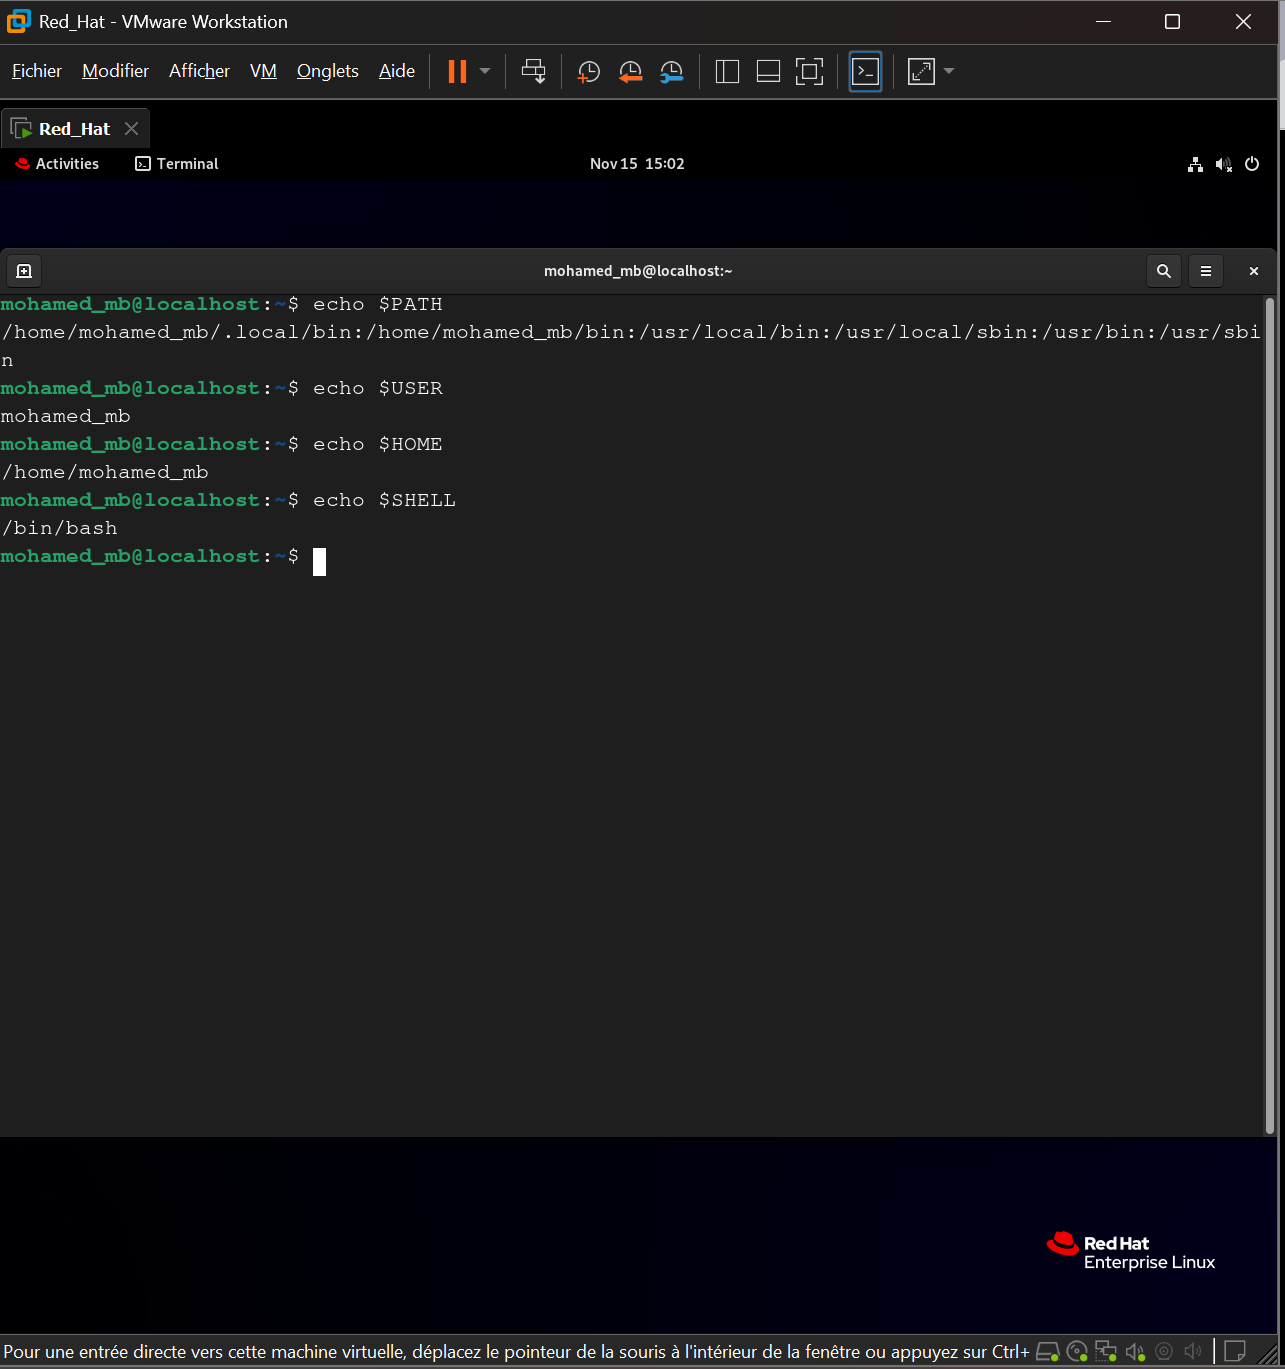 Red_Hat - VMware Workstation
Fichier Modifier Afficher VM Onglets Aide
Red_Hat
Activities Terminal Nov 15 15:02
mohamed_mb@localhost:~
mohamed_mb@localhost:~$ echo $PATH
/home/mohamed_mb/.local/bin:/home/mohamed_mb/bin:/usr/local/bin:/usr/local/sbin:/usr/bin:/usr/sbi
n
mohamed_mb@localhost:~$ echo $USER
mohamed_mb
mohamed_mb@localhost:~$ echo $HOME
/home/mohamed_mb
mohamed_mb@localhost:~$ echo $SHELL
/bin/bash
mohamed_mb@localhost:~$
Red Hat
Enterprise Linux
Pour une entrée directe vers cette machine virtuelle, déplacez le pointeur de la souris à l'intérieur de la fenêtre ou appuyez sur Ctrl+